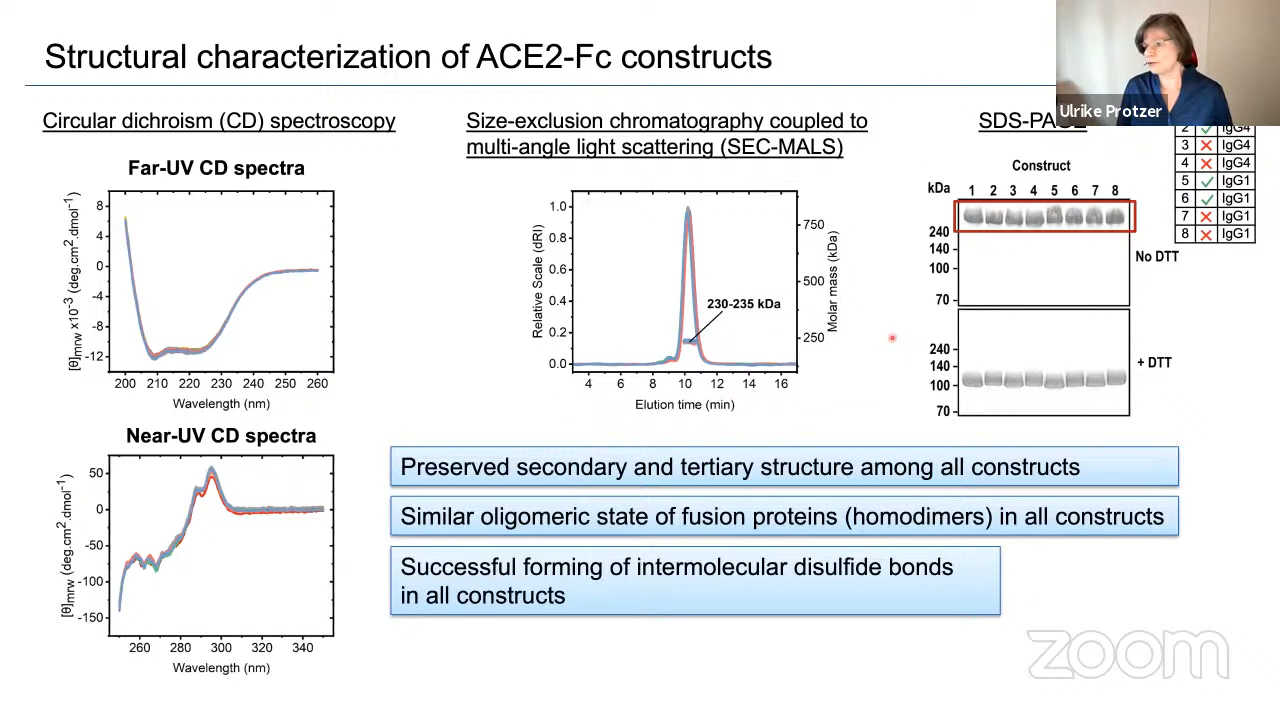 Structural characterization of ACE2-Fc constructs
Ulrike Protzer
Circular dichroism (CD) spectroscopy
Far-UV CD spectra
[θ]mrw x10-3 (deg.cm2.dmol-1)
8
4
0
-4
-8
-12
200 210 220 230 240 250 260
Wavelength (nm)
Near-UV CD spectra
[θ]mrw (deg.cm2.dmol-1)
50
0
-50
-100
-150
260 280 300 320 340
Wavelength (nm)
Size-exclusion chromatography coupled to
multi-angle light scattering (SEC-MALS)
Relative Scale (dRI)
1.0
0.8
0.6
0.4
0.2
0.0
4 6 8 10 12 14 16
Elution time (min)
750
500
250
Molar mass (kDa)
230-235 kDa
SDS-PAGE
Construct
kDa 1 2 3 4 5 6 7 8
240
140
100
70
No DTT
240
140
100
70
+ DTT
2 ✓ IgG4
3 ✕ IgG4
4 ✕ IgG4
5 ✓ IgG1
6 ✓ IgG1
7 ✕ IgG1
8 ✕ IgG1
Preserved secondary and tertiary structure among all constructs
Similar oligomeric state of fusion proteins (homodimers) in all constructs
Successful forming of intermolecular disulfide bonds
in all constructs
zoom